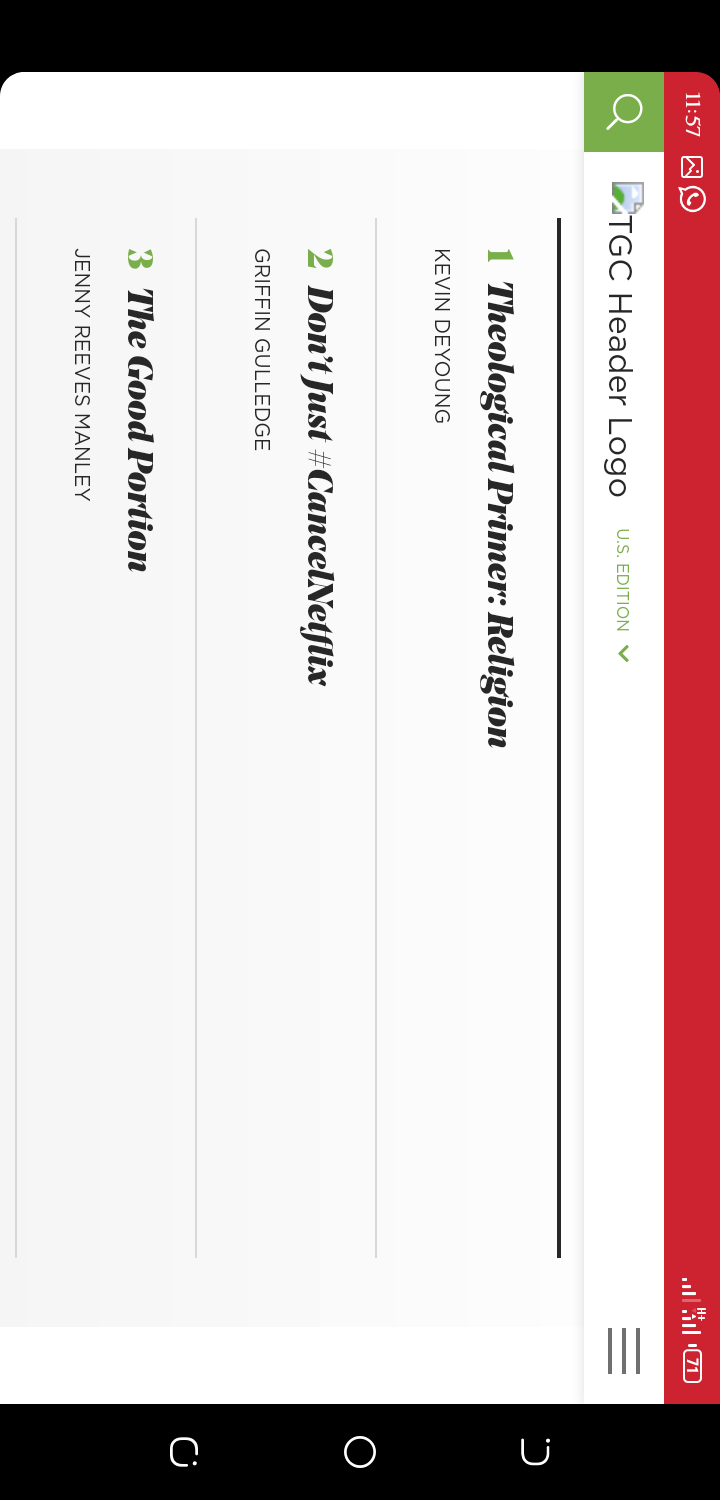 11:57
H+
71
TGC Header Logo
U.S. EDITION
1 Theological Primer: Religion
KEVIN DEYOUNG
2 Don't Just #CancelNetflix
GRIFFIN GULLEDGE
3 The Good Portion
JENNY REEVES MANLEY